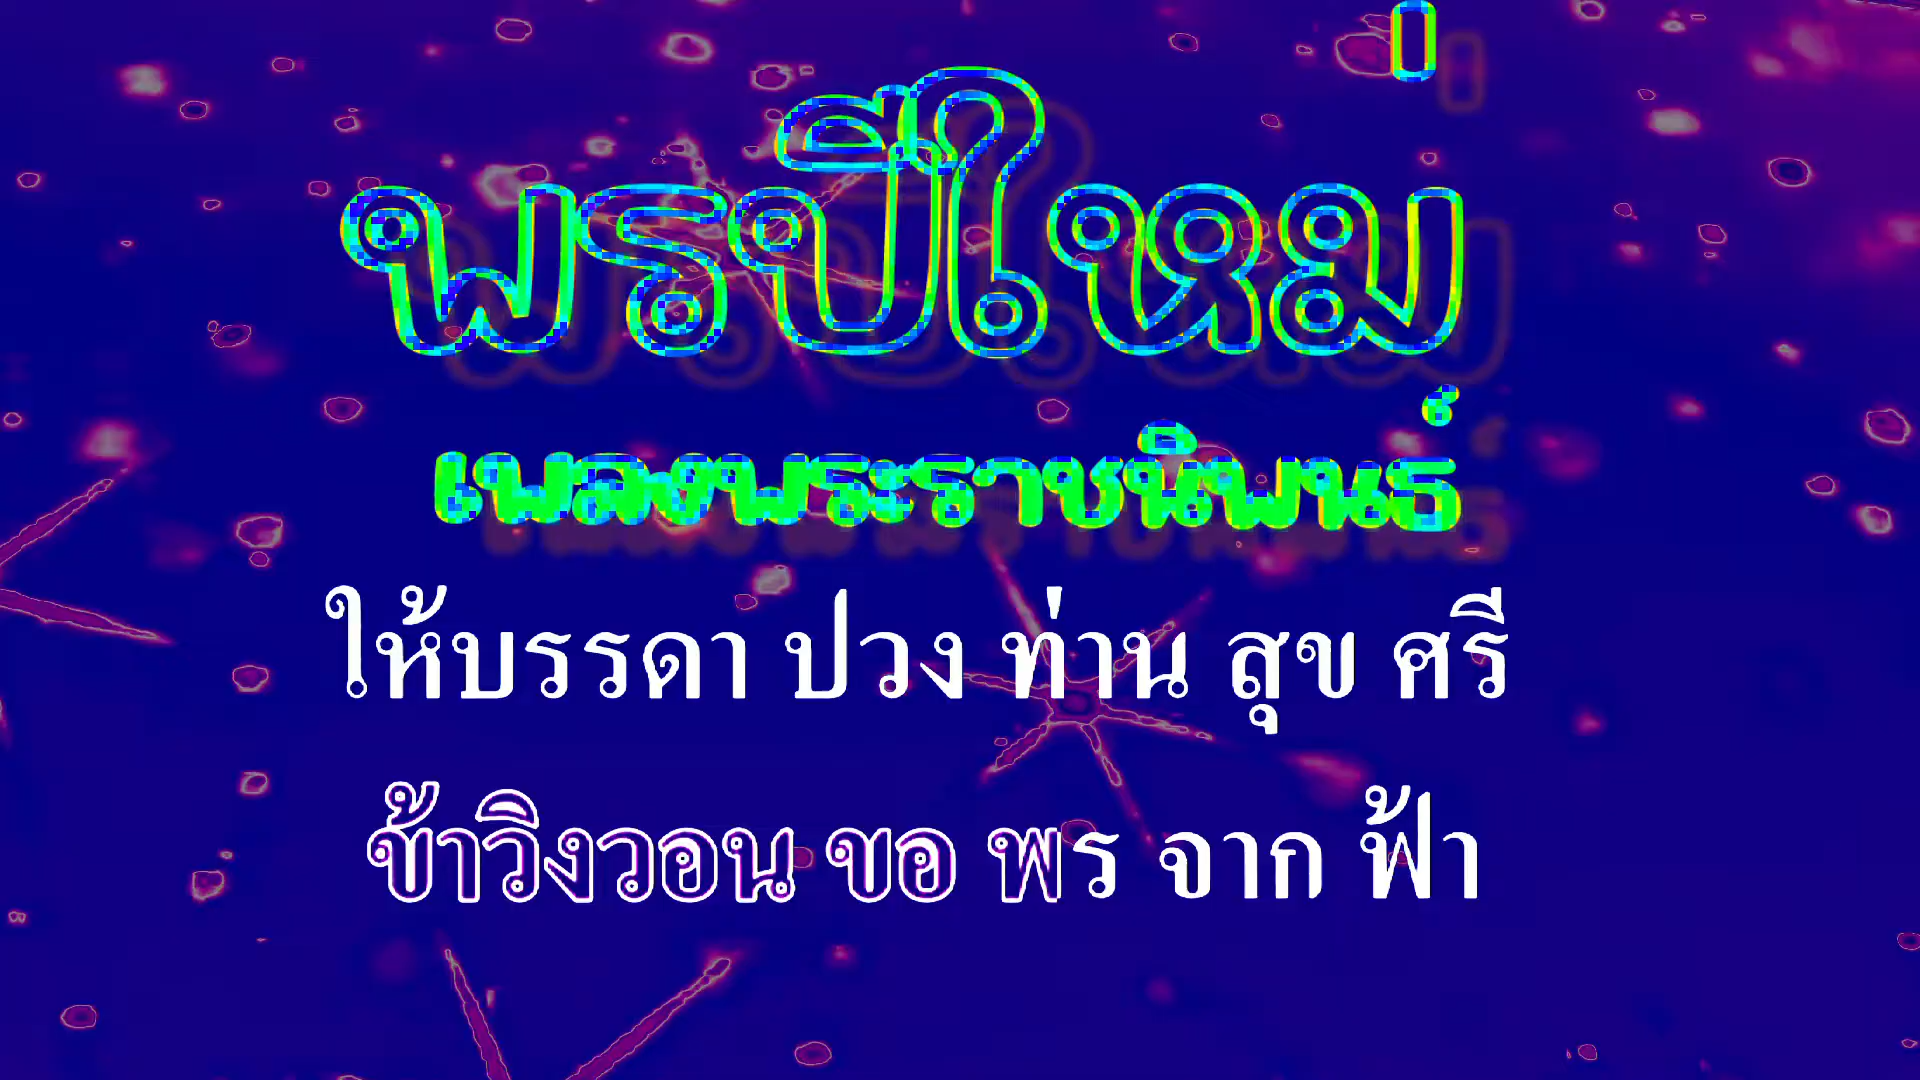 พรปีใหม่
เพลงพระราชนิพนธ์
ให้บรรดา ปวง ท่าน สุข ศรี
ข้าวิงวอน ขอ พร จาก ฟ้า